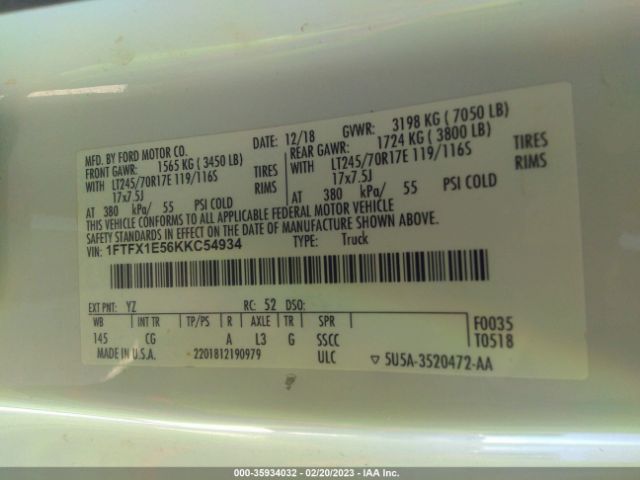 MFD. BY FORD MOTOR CO.
DATE: 12/18 GVWR: 3198 KG ( 7050 LB)
FRONT GAWR: 1565 KG ( 3450 LB)
REAR GAWR: 1724 KG ( 3800 LB)
WITH LT245/70R17E 119/116S TIRES
WITH LT245/70R17E 119/116S TIRES
17x7.5J RIMS
17x7.5J RIMS
AT 380 kPa/ 55 PSI COLD
AT 380 kPa/ 55 PSI COLD
THIS VEHICLE CONFORMS TO ALL APPLICABLE FEDERAL MOTOR VEHICLE
SAFETY STANDARDS IN EFFECT ON THE DATE OF MANUFACTURE SHOWN ABOVE.
VIN: 1FTFX1E56KKC54934 TYPE: Truck
EXT PNT: YZ RC: 52 DSO:
WB INT TR TP/PS R AXLE TR SPR
145 CG A L3 G SSCC
F0035
T0518
MADE IN U.S.A. 2201812190979 ULC ▽ 5U5A-3520472-AA
000-35934032 — 02/20/2023 — IAA Inc.